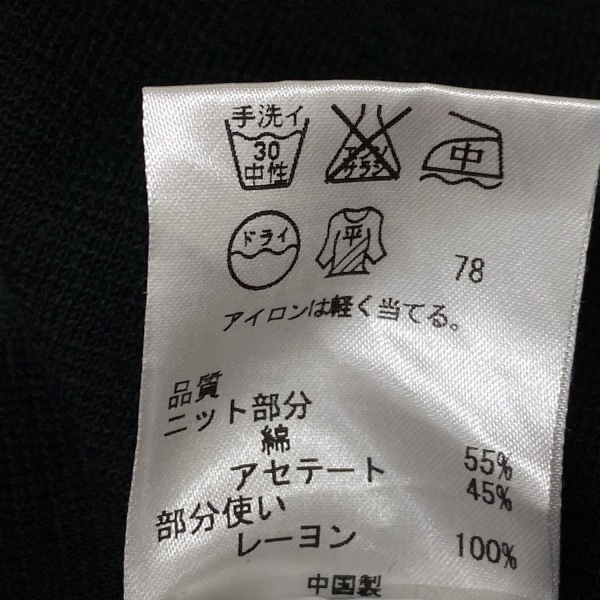 手洗イ
30
中性
エンソ
サラシ
中
ドライ
平
78
アイロンは軽く当てる。
品質
ニット部分
綿 55%
アセテート 45%
部分使い
レーヨン 100%
中国製